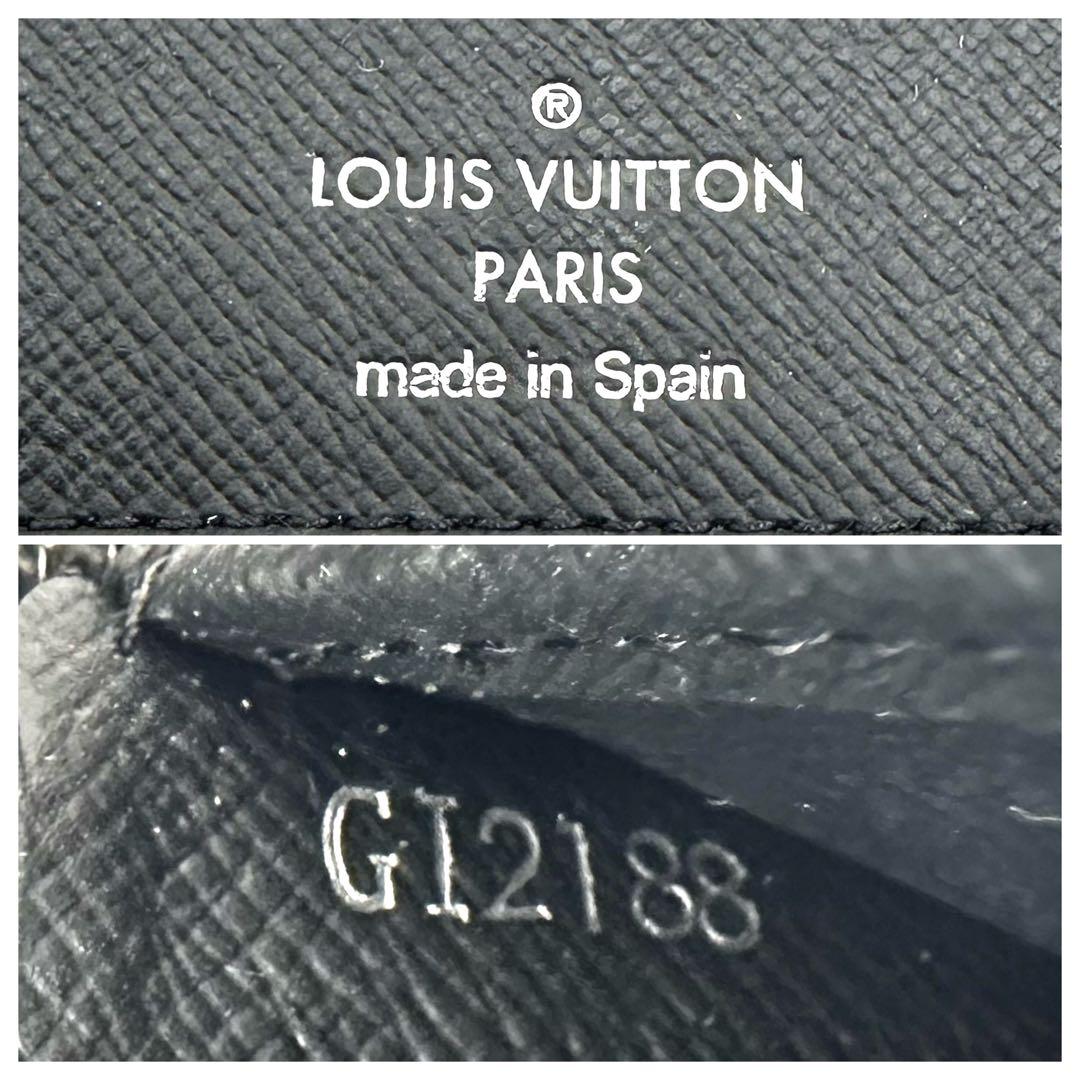 ®
LOUIS VUITTON
PARIS
made in Spain
GI2188